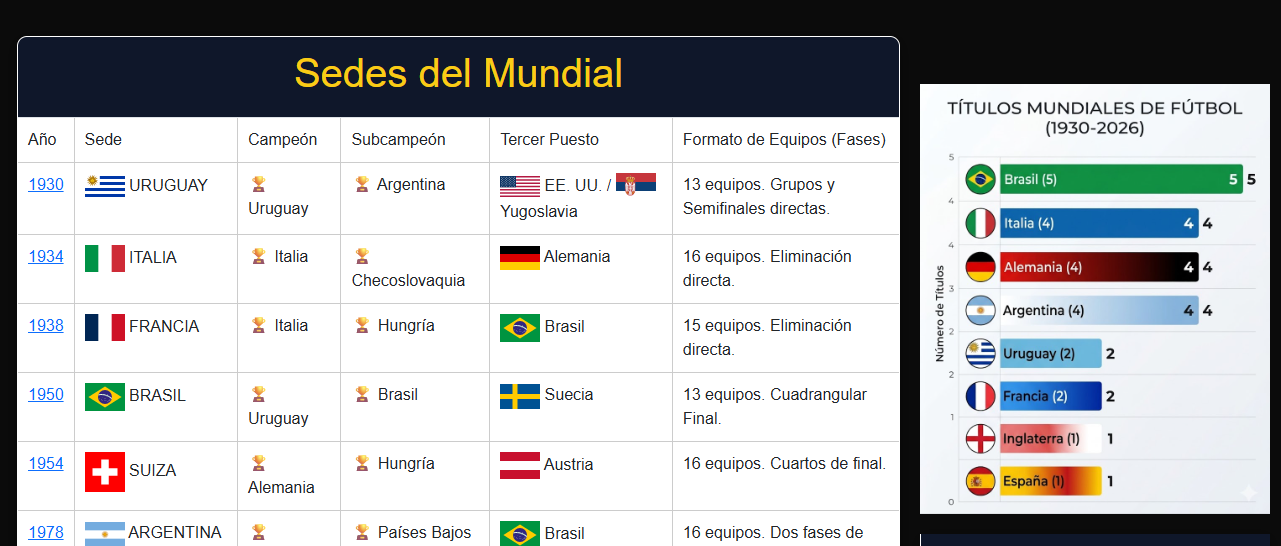 Sedes del Mundial
Año Sede Campeón Subcampeón Tercer Puesto Formato de Equipos (Fases)
1930 URUGUAY Uruguay Argentina EE. UU. / Yugoslavia 13 equipos. Grupos y
Semifinales directas.
1934 ITALIA Italia Checoslovaquia Alemania 16 equipos. Eliminación
directa.
1938 FRANCIA Italia Hungría Brasil 15 equipos. Eliminación
directa.
1950 BRASIL Uruguay Brasil Suecia 13 equipos. Cuadrangular
Final.
1954 SUIZA Alemania Hungría Austria 16 equipos. Cuartos de final.
1978 ARGENTINA Países Bajos Brasil 16 equipos. Dos fases de
TÍTULOS MUNDIALES DE FÚTBOL
(1930-2026)
Número de Títulos
5
4
4
3
2
2
1
0
Brasil (5) 5 5
Italia (4) 4 4
Alemania (4) 4 4
Argentina (4) 4 4
Uruguay (2) 2
Francia (2) 2
Inglaterra (1) 1
España (1) 1